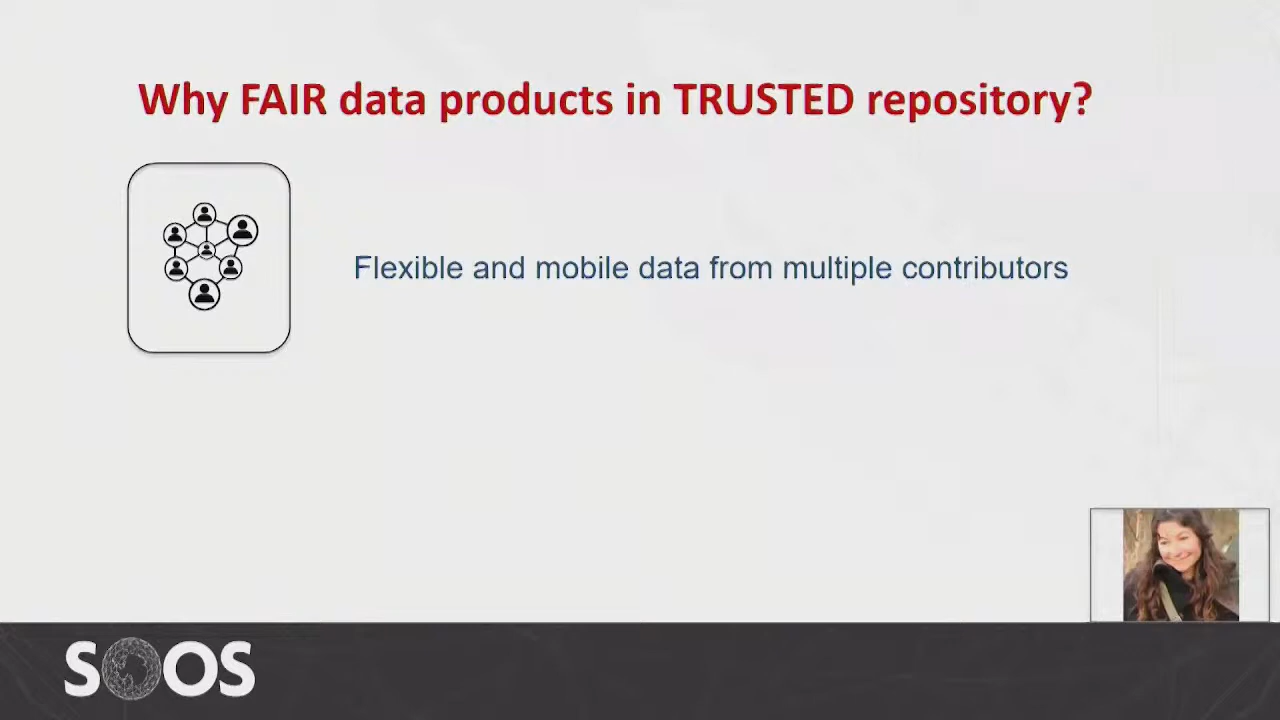 Why FAIR data products in TRUSTED repository?
Flexible and mobile data from multiple contributors
SOOS